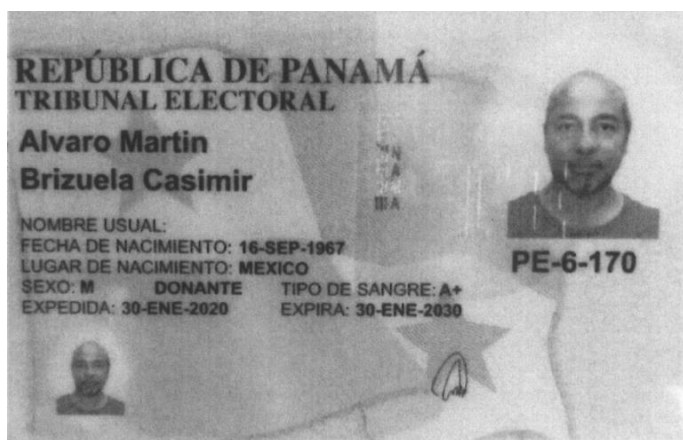 REPÚBLICA DE PANAMÁ
TRIBUNAL ELECTORAL
Alvaro Martin
Brizuela Casimir
NOMBRE USUAL:
FECHA DE NACIMIENTO: 16-SEP-1967
LUGAR DE NACIMIENTO: MEXICO
SEXO: M DONANTE TIPO DE SANGRE: A+
EXPEDIDA: 30-ENE-2020 EXPIRA: 30-ENE-2030
PE-6-170